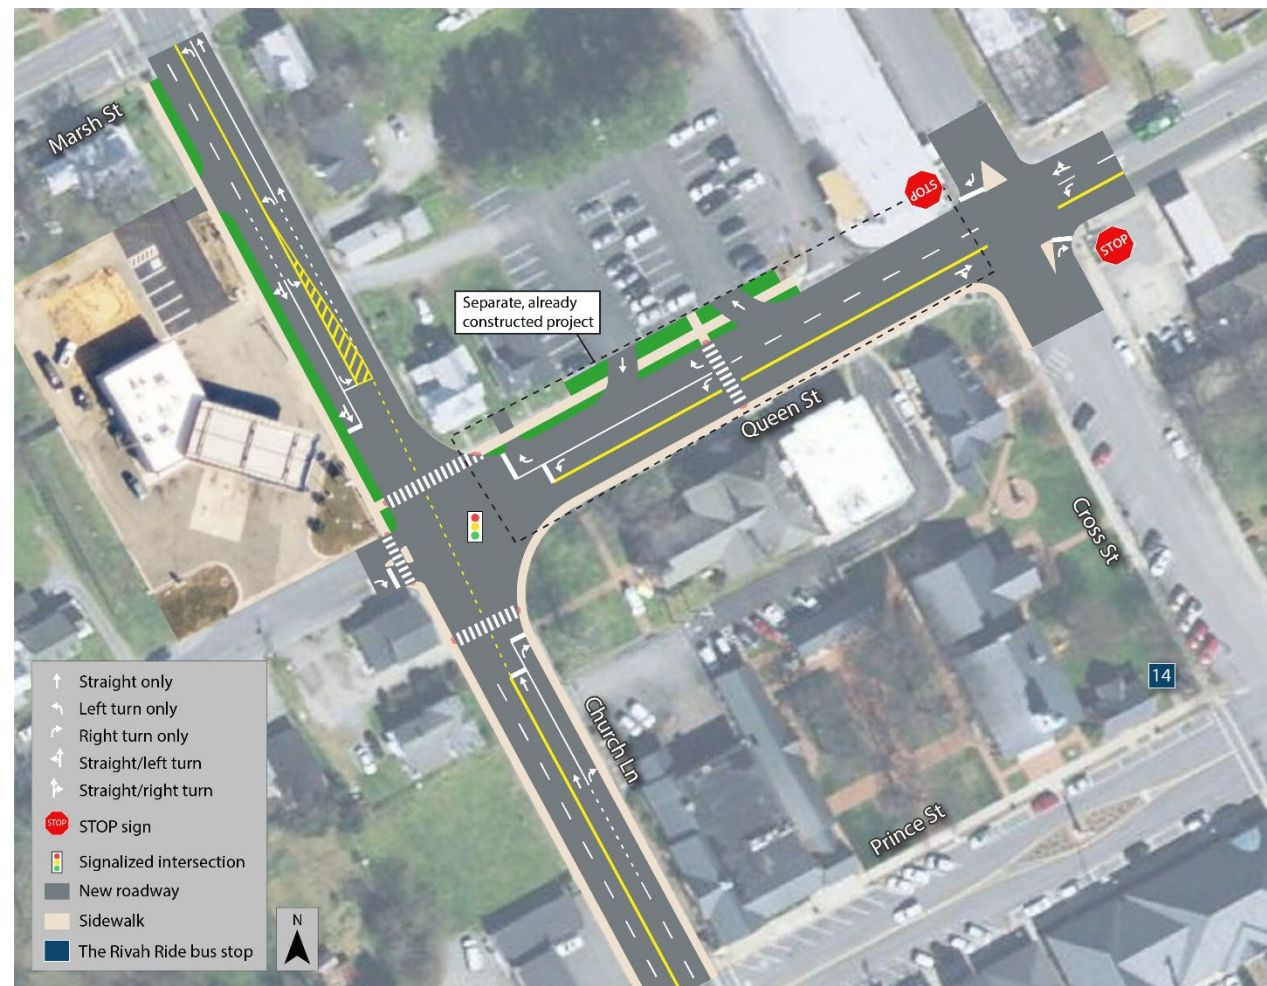 Marsh St
STOP
STOP
Separate, already
constructed project
Queen St
Cross St
14
Church Ln
Prince St
Straight only
Left turn only
Right turn only
Straight/left turn
Straight/right turn
STOP
STOP sign
Signalized intersection
New roadway
Sidewalk
The Rivah Ride bus stop
N